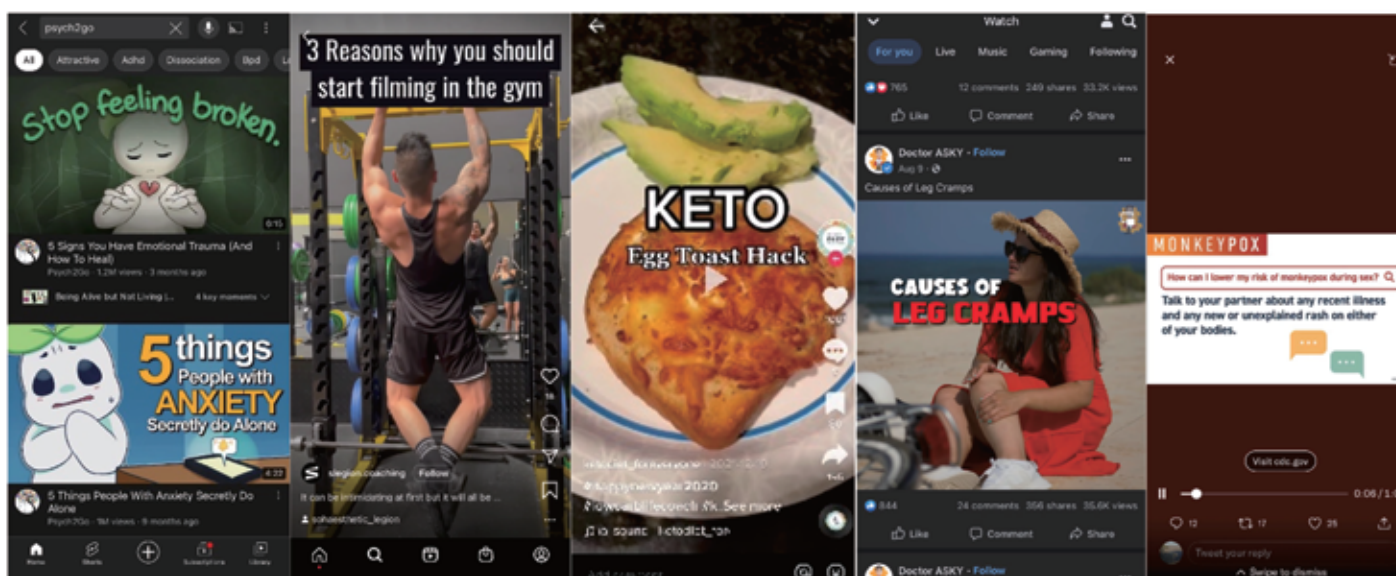 psych2go
All
Attractive
Adhd
Dissociation
Bpd
Stop feeling broken.
6:15
5 Signs You Have Emotional Trauma (And
How To Heal)
Psych2Go · 1.2M views · 3 months ago
Being Alive but Not Living |...
4 key moments
5 things
People with
ANXIETY
Secretly do Alone
4:22
5 Things People With Anxiety Secretly Do
Alone
Psych2Go · 1M views · 9 months ago
Home
Shorts
Subscriptions
Library
3 Reasons why you should
start filming in the gym
18
slegion.coaching
Follow
It can be intimidating at first but it will all be ...
sohaesthetic_legion
KETO
Egg Toast Hack
#happynewyear2020
See more
Watch
For you
Live
Music
Gaming
Following
765
12 comments 249 shares 33.2K views
Like
Comment
Share
Doctor ASKY · Follow
Aug 9
Causes of Leg Cramps
CAUSES OF
LEG CRAMPS
844
24 comments 356 shares 35.6K views
Like
Comment
Share
Doctor ASKY · Follow
MONKEYPOX
How can I lower my risk of monkeypox during sex?
Talk to your partner about any recent illness
and any new or unexplained rash on either
of your bodies.
Visit cdc.gov
0:06
12
17
25
Tweet your reply
Swipe to dismiss